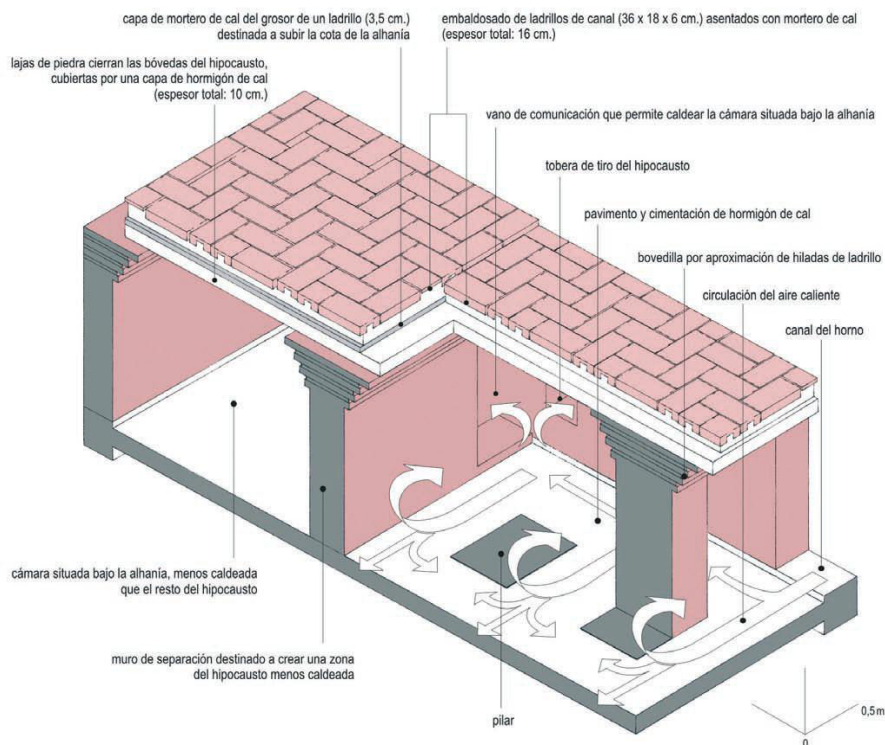 capa de mortero de cal del grosor de un ladrillo (3,5 cm.)
destinada a subir la cota de la alhanía
embaldosado de ladrillos de canal (36 x 18 x 6 cm.) asentados con mortero de cal
(espesor total: 16 cm.)
lajas de piedra cierran las bóvedas del hipocausto,
cubiertas por una capa de hormigón de cal
(espesor total: 10 cm.)
vano de comunicación que permite caldear la cámara situada bajo la alhanía
tobera de tiro del hipocausto
pavimento y cimentación de hormigón de cal
bovedilla por aproximación de hiladas de ladrillo
circulación del aire caliente
canal del horno
cámara situada bajo la alhanía, menos caldeada
que el resto del hipocausto
muro de separación destinado a crear una zona
del hipocausto menos caldeada
pilar
0,5 m
0